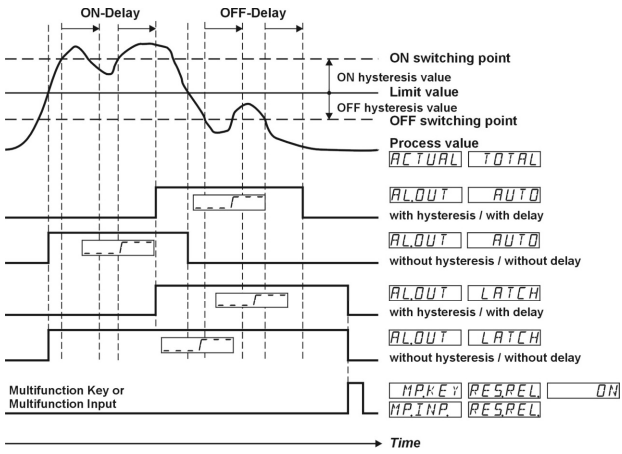 ON-Delay OFF-Delay
ON switching point
ON hysteresis value
Limit value
OFF hysteresis value
OFF switching point
Process value
ACTUAL TOTAL
AL.OUT AUTO
with hysteresis / with delay
AL.OUT AUTO
without hysteresis / without delay
AL.OUT LATCH
with hysteresis / with delay
AL.OUT LATCH
without hysteresis / without delay
Multifunction Key or
Multifunction Input
MP.KEY RES.REL. ON
MP.INP. RES.REL.
Time